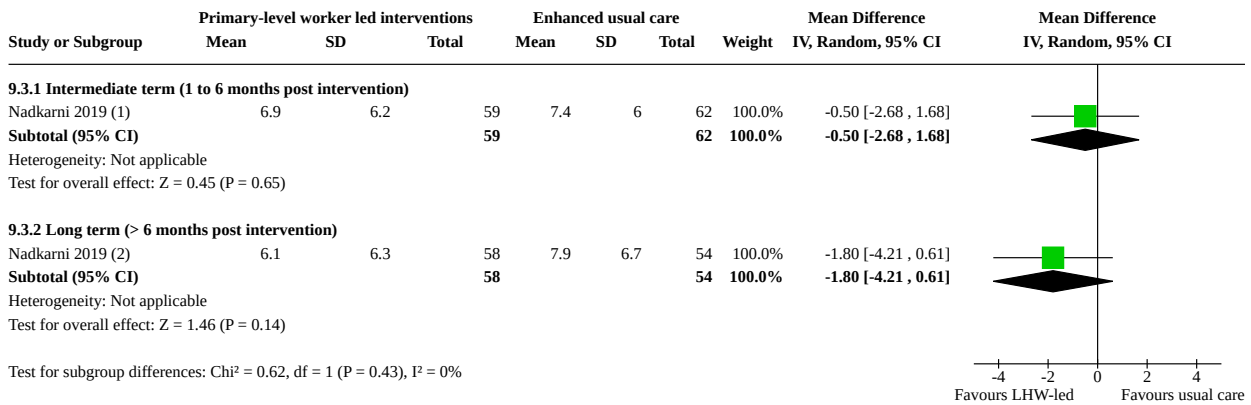 Primary-level worker led interventions Enhanced usual care Mean Difference Mean Difference
Study or Subgroup Mean SD Total Mean SD Total Weight IV, Random, 95% CI IV, Random, 95% CI
9.3.1 Intermediate term (1 to 6 months post intervention)
Nadkarni 2019 (1) 6.9 6.2 59 7.4 6 62 100.0% -0.50 [-2.68 , 1.68]
Subtotal (95% CI) 59 62 100.0% -0.50 [-2.68 , 1.68]
Heterogeneity: Not applicable
Test for overall effect: Z = 0.45 (P = 0.65)
9.3.2 Long term (> 6 months post intervention)
Nadkarni 2019 (2) 6.1 6.3 58 7.9 6.7 54 100.0% -1.80 [-4.21 , 0.61]
Subtotal (95% CI) 58 54 100.0% -1.80 [-4.21 , 0.61]
Heterogeneity: Not applicable
Test for overall effect: Z = 1.46 (P = 0.14)
Test for subgroup differences: Chi² = 0.62, df = 1 (P = 0.43), I² = 0%
-4 -2 0 2 4
Favours LHW-led Favours usual care